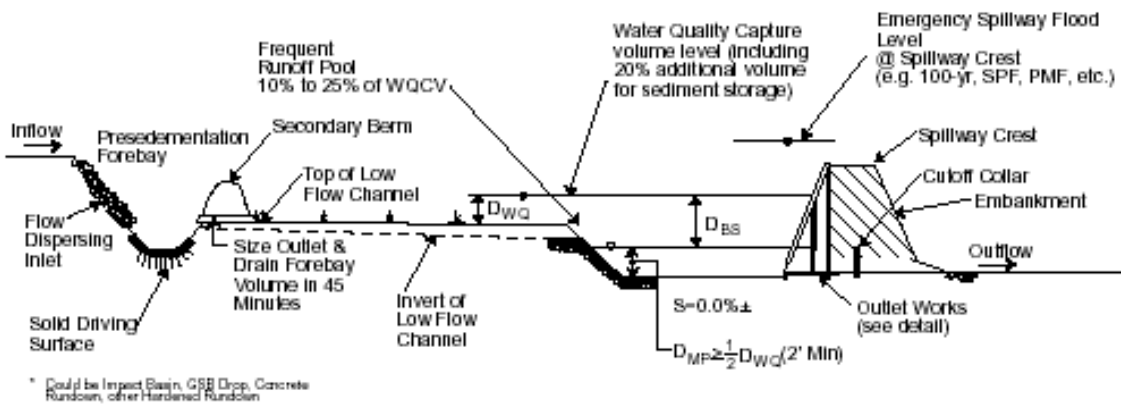 Frequent
Runoff Pool
10% to 25% of WQCV
Water Quality Capture
volume level (including
20% additional volume
for sediment storage)
Emergency Spillway Flood
Level
@ Spillway Crest
(e.g. 100-yr, SPF, PMF, etc.)
Inflow
Presedementation
Forebay
Secondary Berm
Top of Low
Flow Channel
Spillway Crest
Cutoff Collar
Embankment
D_WQ
D_BS
Flow
Dispersing
Inlet
Size Outlet &
Drain Forebay
Volume in 45
Minutes
Invert of
Low Flow
Channel
Outflow
S=0.0%±
Outlet Works
(see detail)
Solid Driving
Surface
D_MP≥1/2D_WQ(2' Min)
* Could be Impact Basin, GSB Drop, Concrete
Rundown, other Hardened Rundown